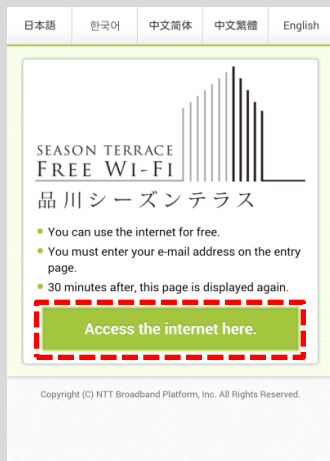 日本語 한국어 中文简体 中文繁體 English
SEASON TERRACE
FREE WI-FI
品川シーズンテラス
You can use the internet for free.
You must enter your e-mail address on the entry
page.
30 minutes after, this page is displayed again.
Access the internet here.
Copyright (C) NTT Broadband Platform, Inc. All Rights Reserved.